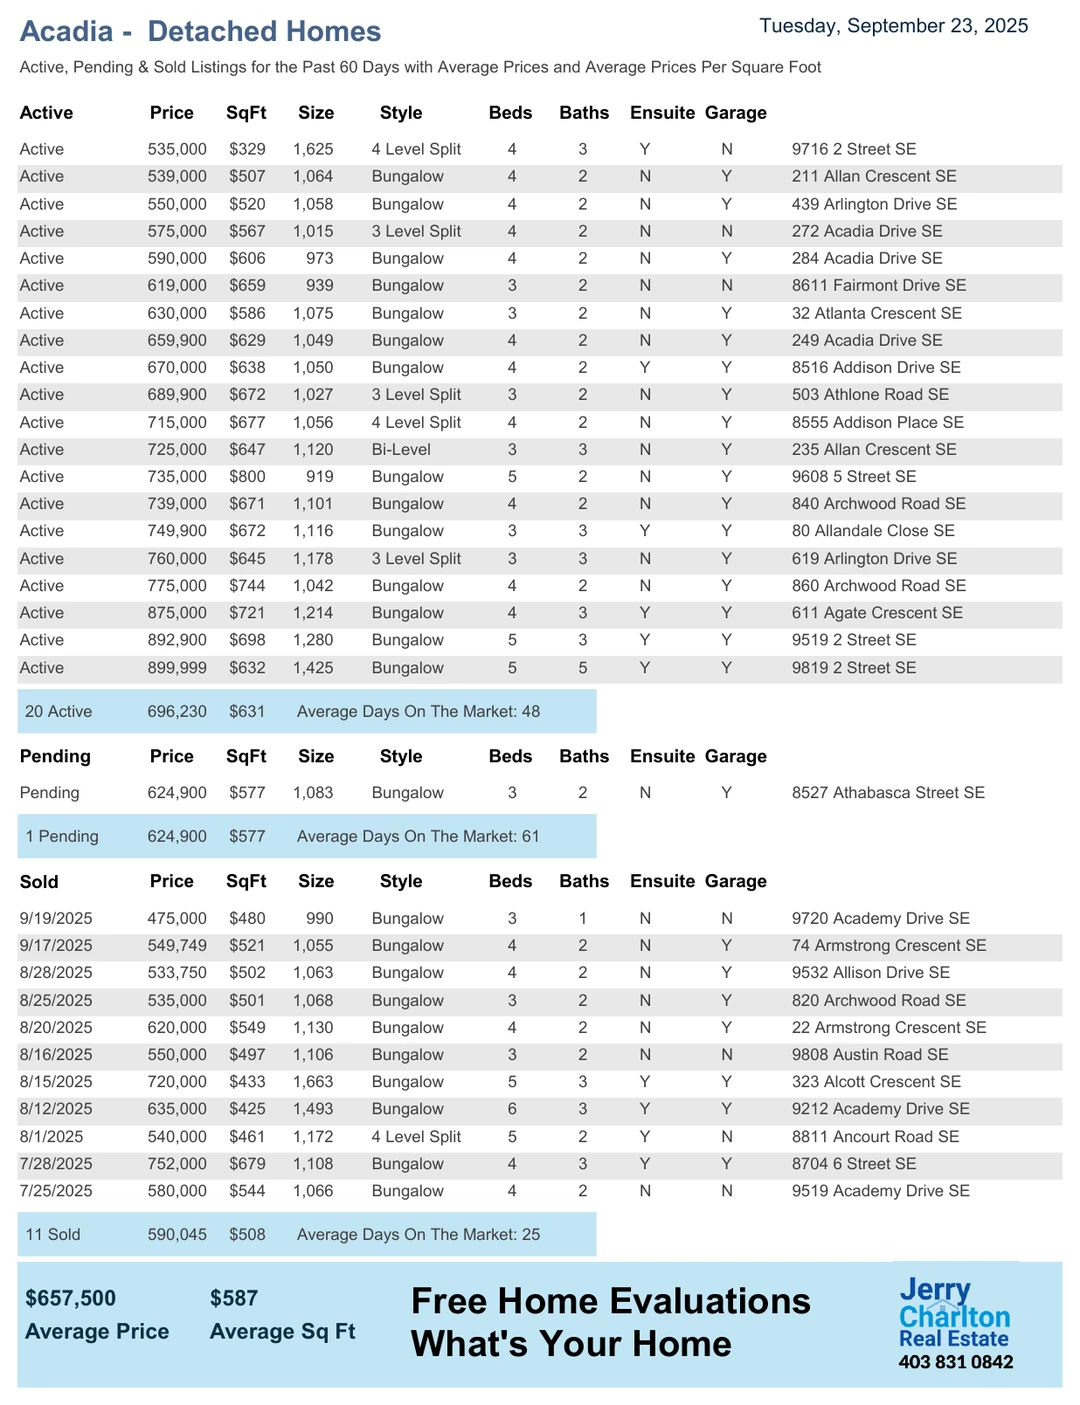 Acadia - Detached Homes
Tuesday, September 23, 2025
Active, Pending & Sold Listings for the Past 60 Days with Average Prices and Average Prices Per Square Foot
Active Price SqFt Size Style Beds Baths Ensuite Garage
Active 535,000 $329 1,625 4 Level Split 4 3 Y N 9716 2 Street SE
Active 539,000 $507 1,064 Bungalow 4 2 N Y 211 Allan Crescent SE
Active 550,000 $520 1,058 Bungalow 4 2 N Y 439 Arlington Drive SE
Active 575,000 $567 1,015 3 Level Split 4 2 N N 272 Acadia Drive SE
Active 590,000 $606 973 Bungalow 4 2 N Y 284 Acadia Drive SE
Active 619,000 $659 939 Bungalow 3 2 N N 8611 Fairmont Drive SE
Active 630,000 $586 1,075 Bungalow 3 2 N Y 32 Atlanta Crescent SE
Active 659,900 $629 1,049 Bungalow 4 2 N Y 249 Acadia Drive SE
Active 670,000 $638 1,050 Bungalow 4 2 Y Y 8516 Addison Drive SE
Active 689,900 $672 1,027 3 Level Split 3 2 N Y 503 Athlone Road SE
Active 715,000 $677 1,056 4 Level Split 4 2 N Y 8555 Addison Place SE
Active 725,000 $647 1,120 Bi-Level 3 3 N Y 235 Allan Crescent SE
Active 735,000 $800 919 Bungalow 5 2 N Y 9608 5 Street SE
Active 739,000 $671 1,101 Bungalow 4 2 N Y 840 Archwood Road SE
Active 749,900 $672 1,116 Bungalow 3 3 Y Y 80 Allandale Close SE
Active 760,000 $645 1,178 3 Level Split 3 3 N Y 619 Arlington Drive SE
Active 775,000 $744 1,042 Bungalow 4 2 N Y 860 Archwood Road SE
Active 875,000 $721 1,214 Bungalow 4 3 Y Y 611 Agate Crescent SE
Active 892,900 $698 1,280 Bungalow 5 3 Y Y 9519 2 Street SE
Active 899,999 $632 1,425 Bungalow 5 5 Y Y 9819 2 Street SE
20 Active 696,230 $631 Average Days On The Market: 48
Pending Price SqFt Size Style Beds Baths Ensuite Garage
Pending 624,900 $577 1,083 Bungalow 3 2 N Y 8527 Athabasca Street SE
1 Pending 624,900 $577 Average Days On The Market: 61
Sold Price SqFt Size Style Beds Baths Ensuite Garage
9/19/2025 475,000 $480 990 Bungalow 3 1 N N 9720 Academy Drive SE
9/17/2025 549,749 $521 1,055 Bungalow 4 2 N Y 74 Armstrong Crescent SE
8/28/2025 533,750 $502 1,063 Bungalow 4 2 N Y 9532 Allison Drive SE
8/25/2025 535,000 $501 1,068 Bungalow 3 2 N Y 820 Archwood Road SE
8/20/2025 620,000 $549 1,130 Bungalow 4 2 N Y 22 Armstrong Crescent SE
8/16/2025 550,000 $497 1,106 Bungalow 3 2 N N 9808 Austin Road SE
8/15/2025 720,000 $433 1,663 Bungalow 5 3 Y Y 323 Alcott Crescent SE
8/12/2025 635,000 $425 1,493 Bungalow 6 3 Y Y 9212 Academy Drive SE
8/1/2025 540,000 $461 1,172 4 Level Split 5 2 Y N 8811 Ancourt Road SE
7/28/2025 752,000 $679 1,108 Bungalow 4 3 Y Y 8704 6 Street SE
7/25/2025 580,000 $544 1,066 Bungalow 4 2 N N 9519 Academy Drive SE
11 Sold 590,045 $508 Average Days On The Market: 25
$657,500 $587
Average Price Average Sq Ft
Free Home Evaluations
What's Your Home
Jerry
Charlton
Real Estate
403 831 0842